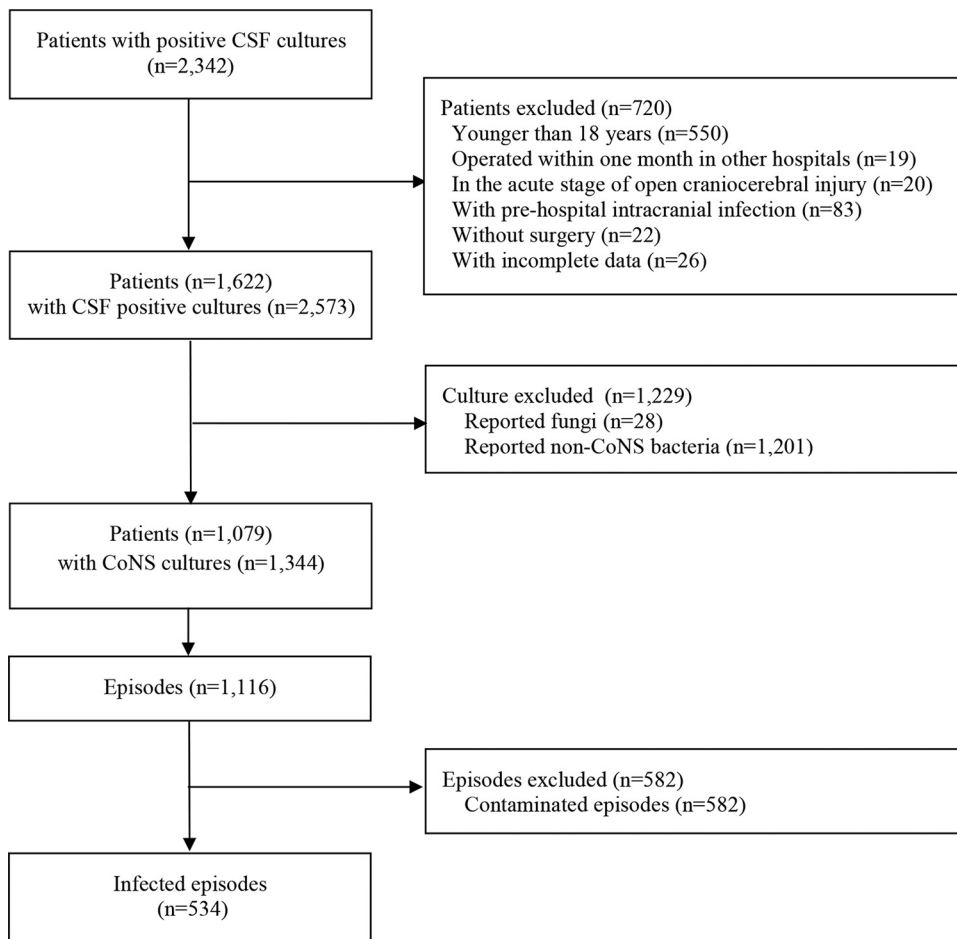 Patients with positive CSF cultures
(n=2,342)
Patients excluded (n=720)
Younger than 18 years (n=550)
Operated within one month in other hospitals (n=19)
In the acute stage of open craniocerebral injury (n=20)
With pre-hospital intracranial infection (n=83)
Without surgery (n=22)
With incomplete data (n=26)
Patients (n=1,622)
with CSF positive cultures (n=2,573)
Culture excluded (n=1,229)
Reported fungi (n=28)
Reported non-CoNS bacteria (n=1,201)
Patients (n=1,079)
with CoNS cultures (n=1,344)
Episodes (n=1,116)
Episodes excluded (n=582)
Contaminated episodes (n=582)
Infected episodes
(n=534)